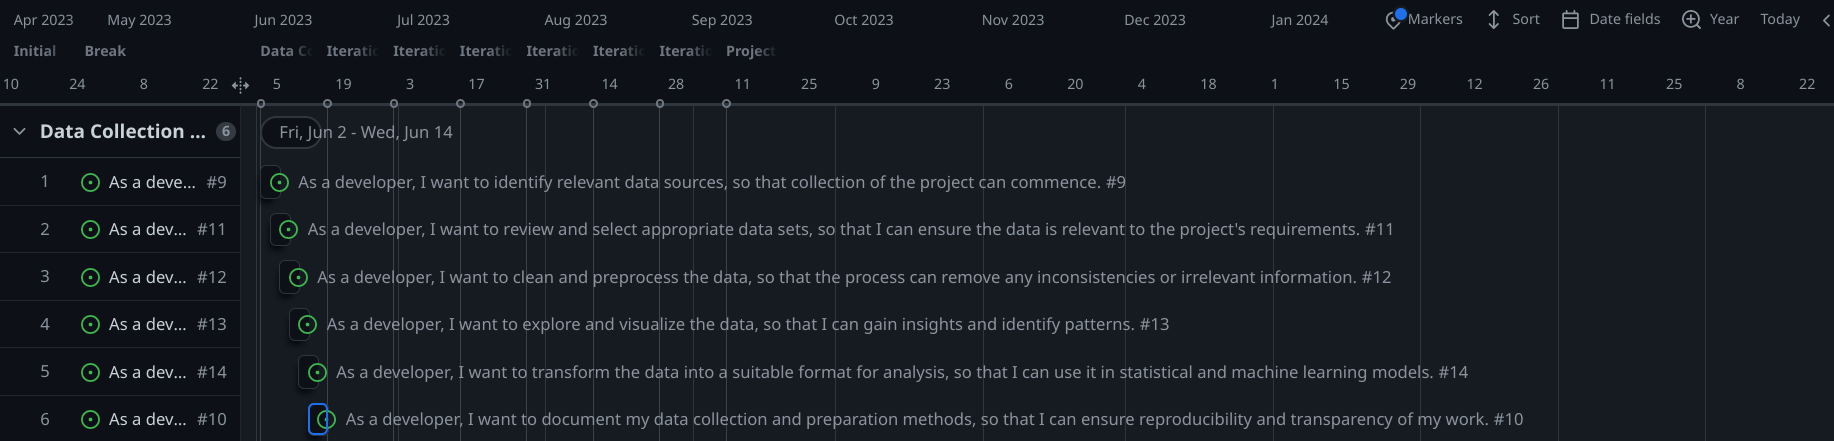 Apr 2023 May 2023 Jun 2023 Jul 2023 Aug 2023 Sep 2023 Oct 2023 Nov 2023 Dec 2023 Jan 2024 Markers Sort Date fields Year Today
Initial Break Data C Iterati Iterati Iterati Iterati Iterati Iterati Project
10 24 8 22 5 19 3 17 31 14 28 11 25 9 23 6 20 4 18 1 15 29 12 26 11 25 8 22
Data Collection ... 6 Fri, Jun 2 - Wed, Jun 14
1 As a deve... #9 As a developer, I want to identify relevant data sources, so that collection of the project can commence. #9
2 As a dev... #11 As a developer, I want to review and select appropriate data sets, so that I can ensure the data is relevant to the project's requirements. #11
3 As a dev... #12 As a developer, I want to clean and preprocess the data, so that the process can remove any inconsistencies or irrelevant information. #12
4 As a dev... #13 As a developer, I want to explore and visualize the data, so that I can gain insights and identify patterns. #13
5 As a dev... #14 As a developer, I want to transform the data into a suitable format for analysis, so that I can use it in statistical and machine learning models. #14
6 As a dev... #10 As a developer, I want to document my data collection and preparation methods, so that I can ensure reproducibility and transparency of my work. #10